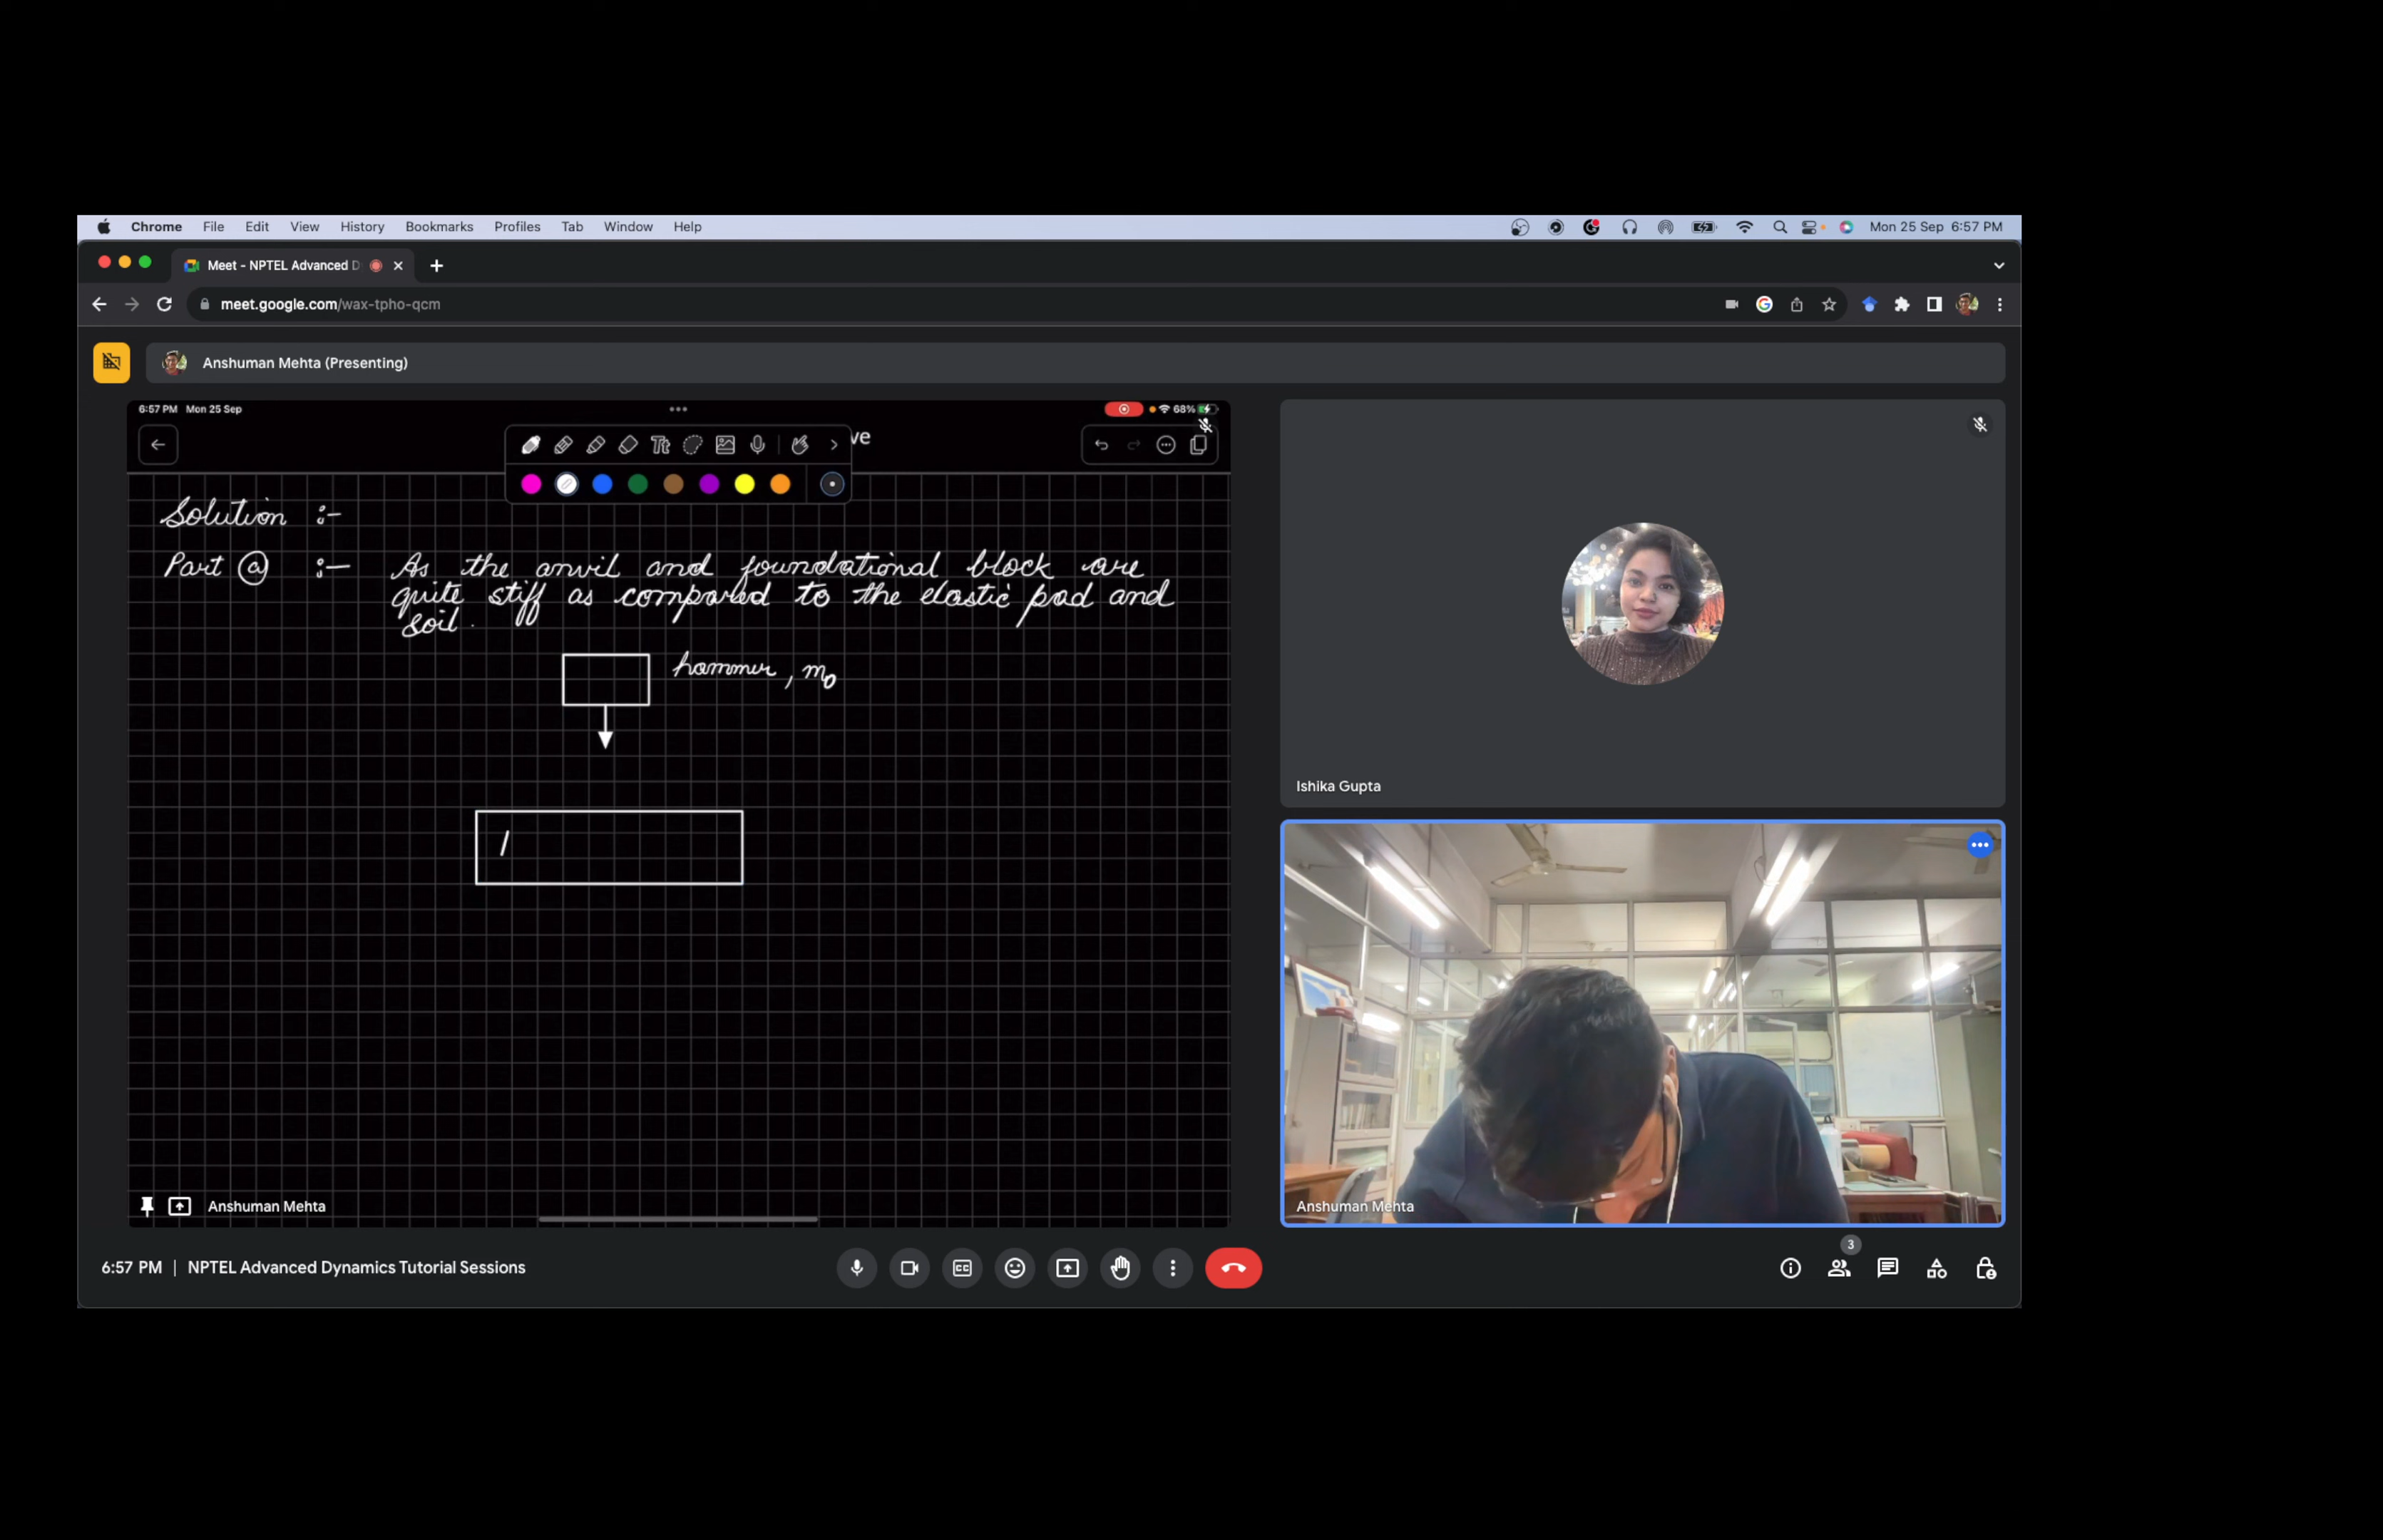 Chrome File Edit View History Bookmarks Profiles Tab Window Help Mon 25 Sep 6:57 PM
Meet - NPTEL Advanced D
meet.google.com/wax-tpho-qcm
Anshuman Mehta (Presenting)
6:57 PM Mon 25 Sep 68%
Tt ve
Solution :-
Part (a) :- As the anvil and foundational block are
quite stiff as compared to the elastic pad and
soil.
hammer, m0
Ishika Gupta
Anshuman Mehta
Anshuman Mehta
3
6:57 PM | NPTEL Advanced Dynamics Tutorial Sessions
CC